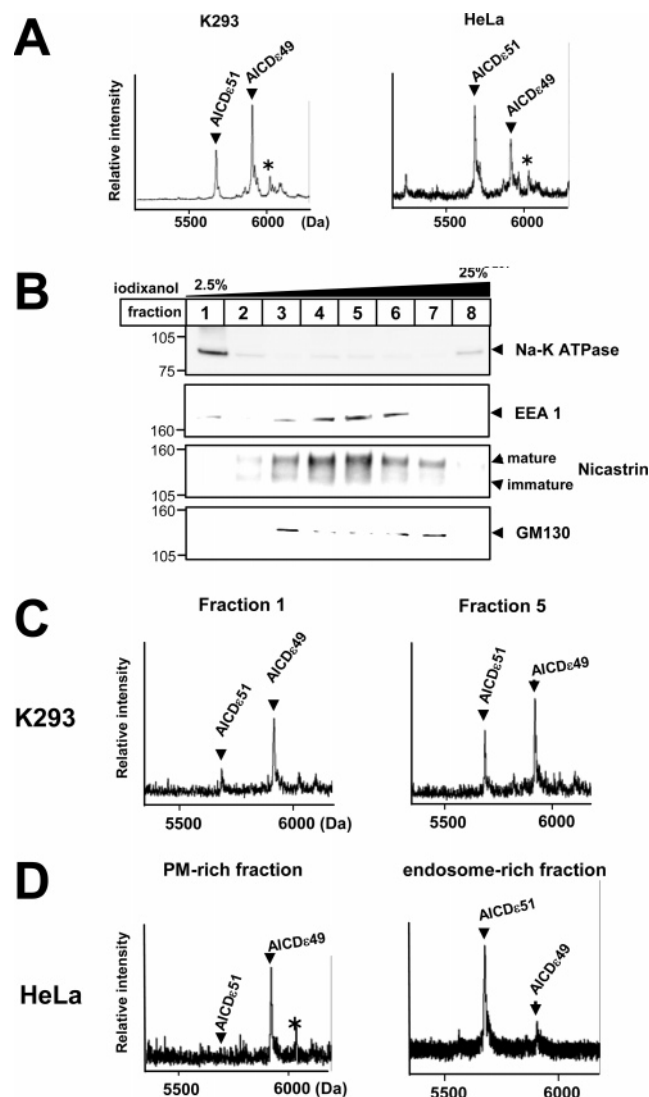 A
K293
HeLa
Relative intensity
AICDε51
AICDε49
*
5500
6000 (Da)
AICDε51
AICDε49
*
5500
6000
B
iodixanol
2.5%
25%
fraction
1 2 3 4 5 6 7 8
105
75
Na-K ATPase
160
EEA 1
160
105
mature
immature
Nicastrin
160
105
GM130
C
Fraction 1
Fraction 5
K293
Relative intensity
AICDε51
AICDε49
5500
6000 (Da)
AICDε51
AICDε49
5500
6000
D
PM-rich fraction
endosome-rich fraction
HeLa
Relative intensity
AICDε51
AICDε49
*
5500
6000 (Da)
AICDε51
AICDε49
5500
6000